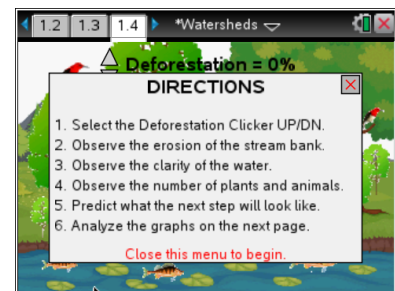 1.2 1.3 1.4 *Watersheds
Deforestation = 0%
DIRECTIONS
1. Select the Deforestation Clicker UP/DN.
2. Observe the erosion of the stream bank.
3. Observe the clarity of the water.
4. Observe the number of plants and animals.
5. Predict what the next step will look like.
6. Analyze the graphs on the next page.
Close this menu to begin.